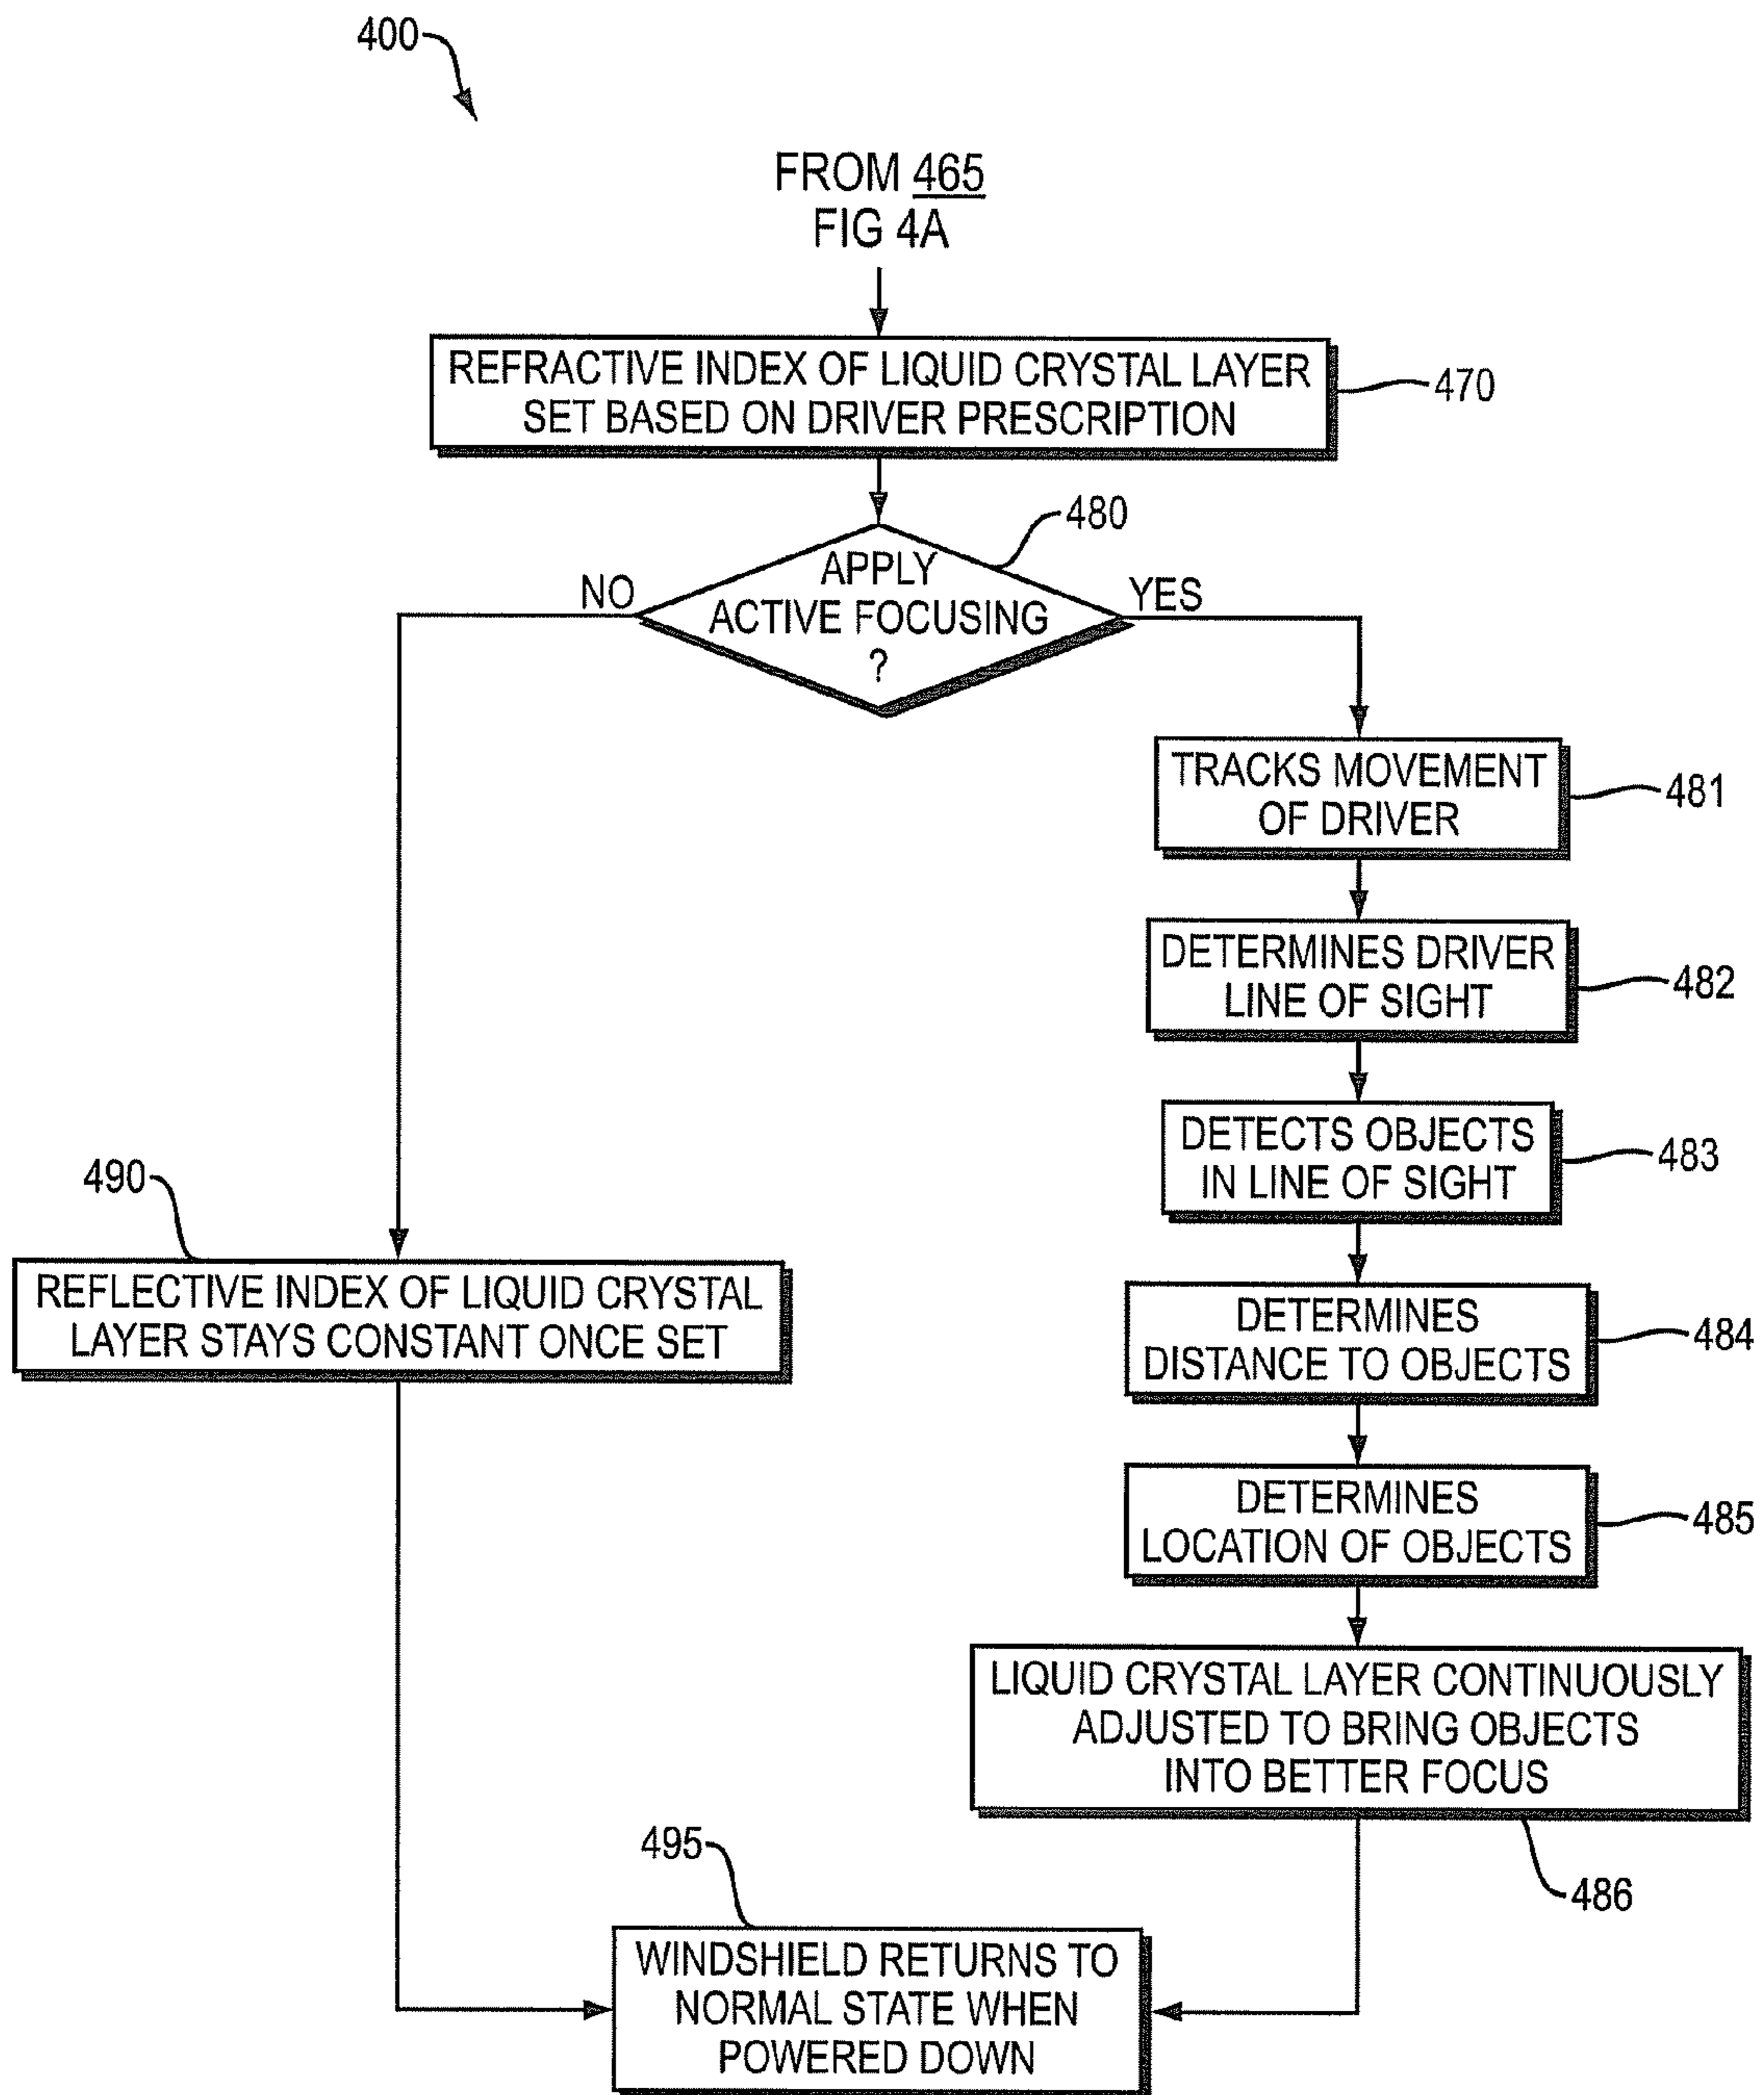 400
FROM 465
FIG 4A
REFRACTIVE INDEX OF LIQUID CRYSTAL LAYER
SET BASED ON DRIVER PRESCRIPTION
470
480
APPLY
ACTIVE FOCUSING
?
NO
YES
TRACKS MOVEMENT
OF DRIVER
481
DETERMINES DRIVER
LINE OF SIGHT
482
DETECTS OBJECTS
IN LINE OF SIGHT
483
490
REFLECTIVE INDEX OF LIQUID CRYSTAL
LAYER STAYS CONSTANT ONCE SET
DETERMINES
DISTANCE TO OBJECTS
484
DETERMINES
LOCATION OF OBJECTS
485
LIQUID CRYSTAL LAYER CONTINUOUSLY
ADJUSTED TO BRING OBJECTS
INTO BETTER FOCUS
486
495
WINDSHIELD RETURNS TO
NORMAL STATE WHEN
POWERED DOWN